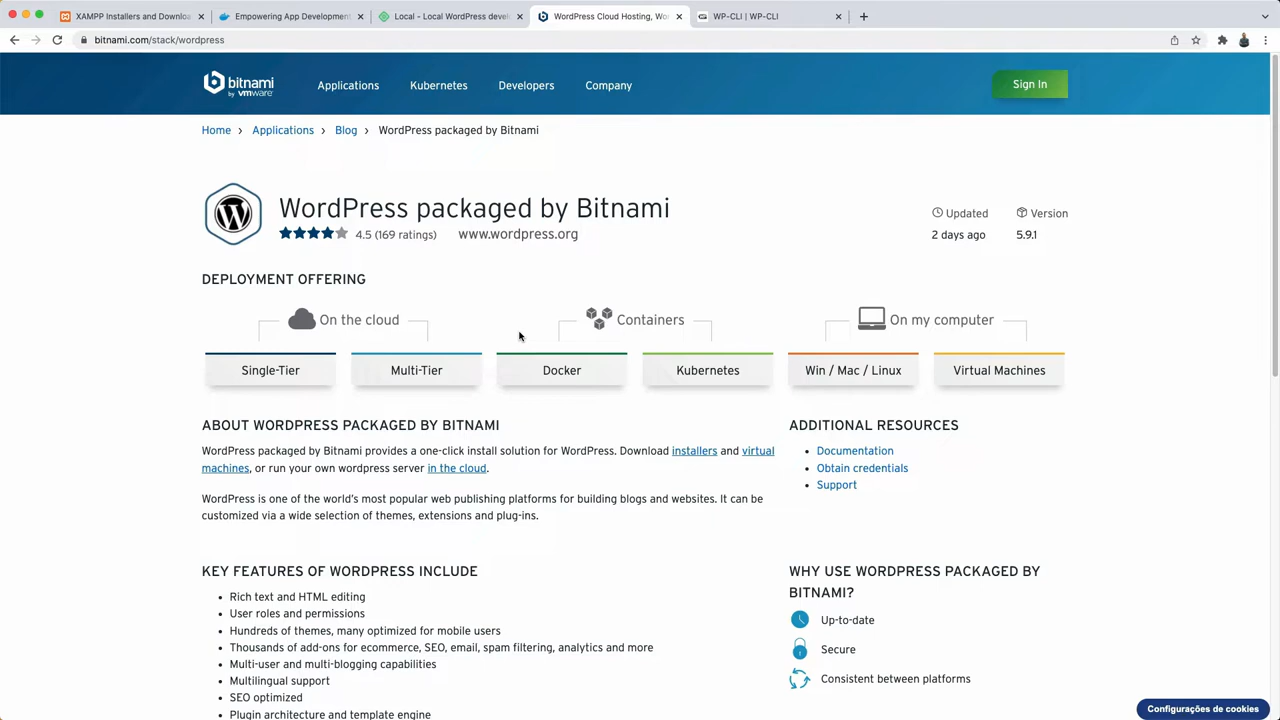 XAMPP Installers and Downloa
Empowering App Development
Local - Local WordPress devel
WordPress Cloud Hosting, Wor
WP-CLI | WP-CLI
bitnami.com/stack/wordpress
bitnami
by vmware
Applications
Kubernetes
Developers
Company
Sign In
Home › Applications › Blog › WordPress packaged by Bitnami
WordPress packaged by Bitnami
4.5 (169 ratings)
www.wordpress.org
Updated
2 days ago
Version
5.9.1
DEPLOYMENT OFFERING
On the cloud
Containers
On my computer
Single-Tier
Multi-Tier
Docker
Kubernetes
Win / Mac / Linux
Virtual Machines
ABOUT WORDPRESS PACKAGED BY BITNAMI
WordPress packaged by Bitnami provides a one-click install solution for WordPress. Download installers and virtual
machines, or run your own wordpress server in the cloud.
WordPress is one of the world's most popular web publishing platforms for building blogs and websites. It can be
customized via a wide selection of themes, extensions and plug-ins.
ADDITIONAL RESOURCES
• Documentation
• Obtain credentials
• Support
KEY FEATURES OF WORDPRESS INCLUDE
• Rich text and HTML editing
• User roles and permissions
• Hundreds of themes, many optimized for mobile users
• Thousands of add-ons for ecommerce, SEO, email, spam filtering, analytics and more
• Multi-user and multi-blogging capabilities
• Multilingual support
• SEO optimized
• Plugin architecture and template engine
WHY USE WORDPRESS PACKAGED BY
BITNAMI?
Up-to-date
Secure
Consistent between platforms
Configurações de cookies